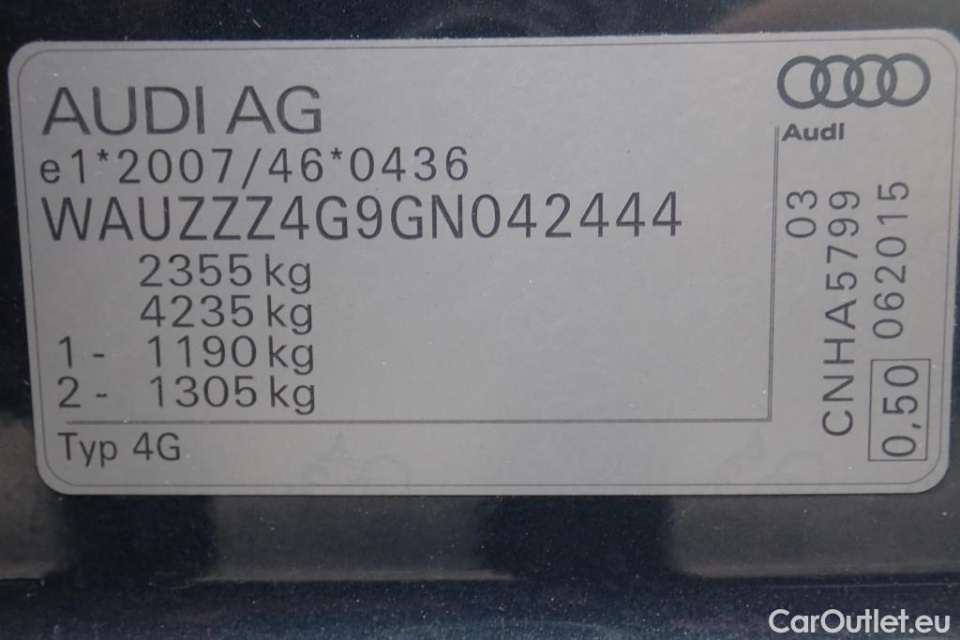 AUDI AG
e1*2007/46*0436
WAUZZZ4G9GN042444
2355 kg
4235 kg
1 - 1190 kg
2 - 1305 kg
Typ 4G
Audi
03
CNHA5799
0,50 062015
CarOutlet.eu